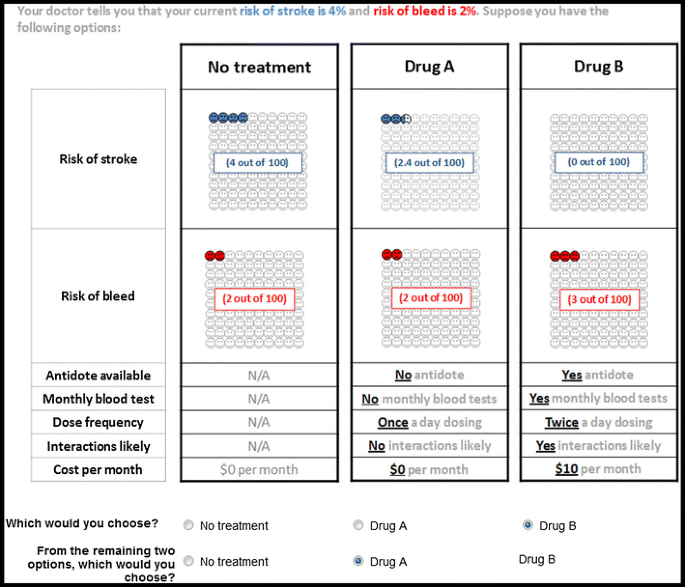 Your doctor tells you that your current risk of stroke is 4% and risk of bleed is 2%. Suppose you have the
following options:
No treatment Drug A Drug B
Risk of stroke (4 out of 100) (2.4 out of 100) (0 out of 100)
Risk of bleed (2 out of 100) (2 out of 100) (3 out of 100)
Antidote available N/A No antidote Yes antidote
Monthly blood test N/A No monthly blood tests Yes monthly blood tests
Dose frequency N/A Once a day dosing Twice a day dosing
Interactions likely N/A No interactions likely Yes interactions likely
Cost per month $0 per month $0 per month $10 per month
Which would you choose? No treatment Drug A Drug B
From the remaining two
options, which would you No treatment Drug A Drug B
choose?